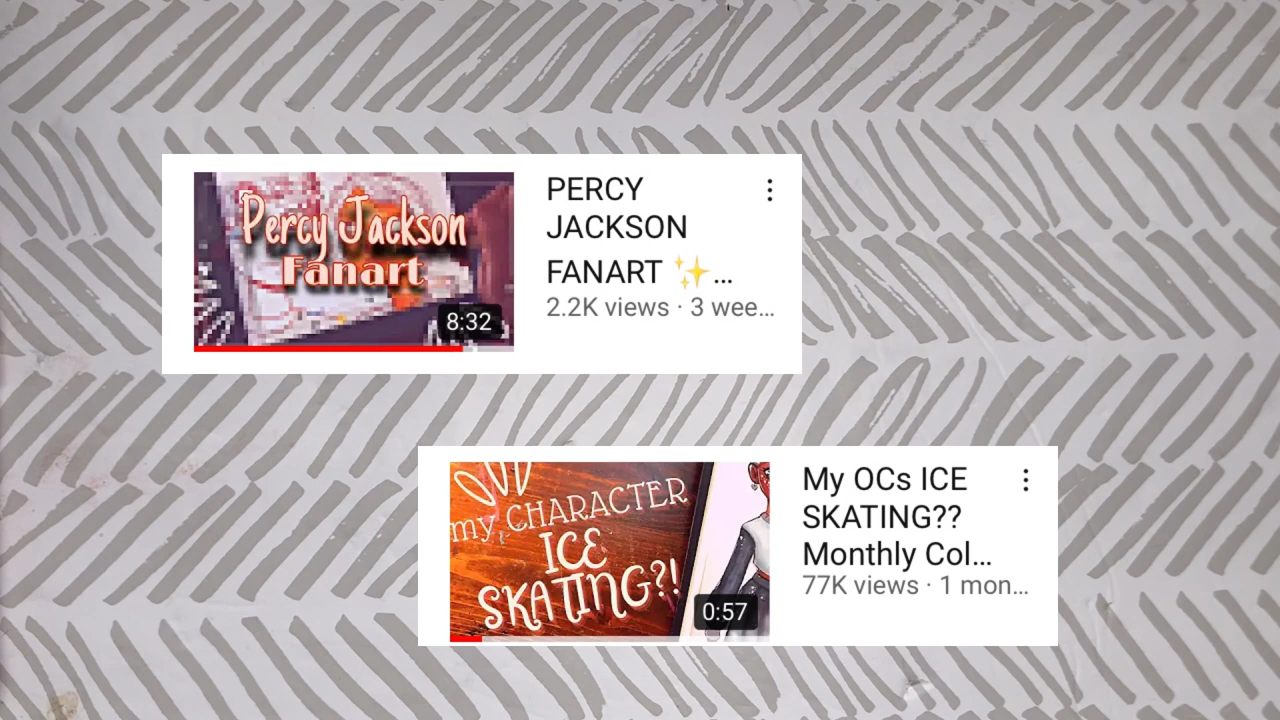 Percy Jackson
Fanart
8:32
PERCY
JACKSON
FANART ✨...
2.2K views · 3 wee...
my CHARACTER
ICE
SKATING?!
0:57
My OCs ICE
SKATING??
Monthly Col...
77K views · 1 mon...